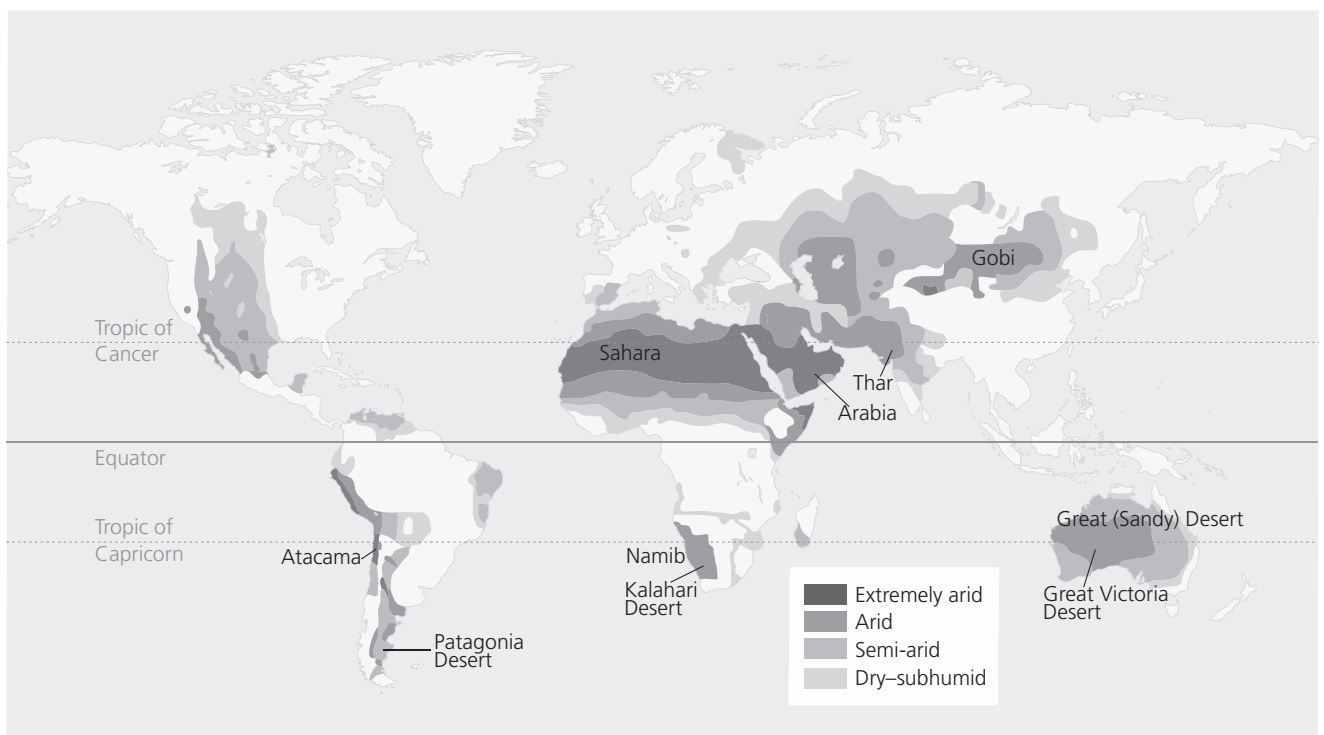 Gobi
Tropic of
Cancer
Sahara
Thar
Arabia
Equator
Tropic of
Capricorn
Great (Sandy) Desert
Atacama
Namib
Kalahari
Desert
Great Victoria
Desert
Patagonia
Desert
Extremely arid
Arid
Semi-arid
Dry–subhumid